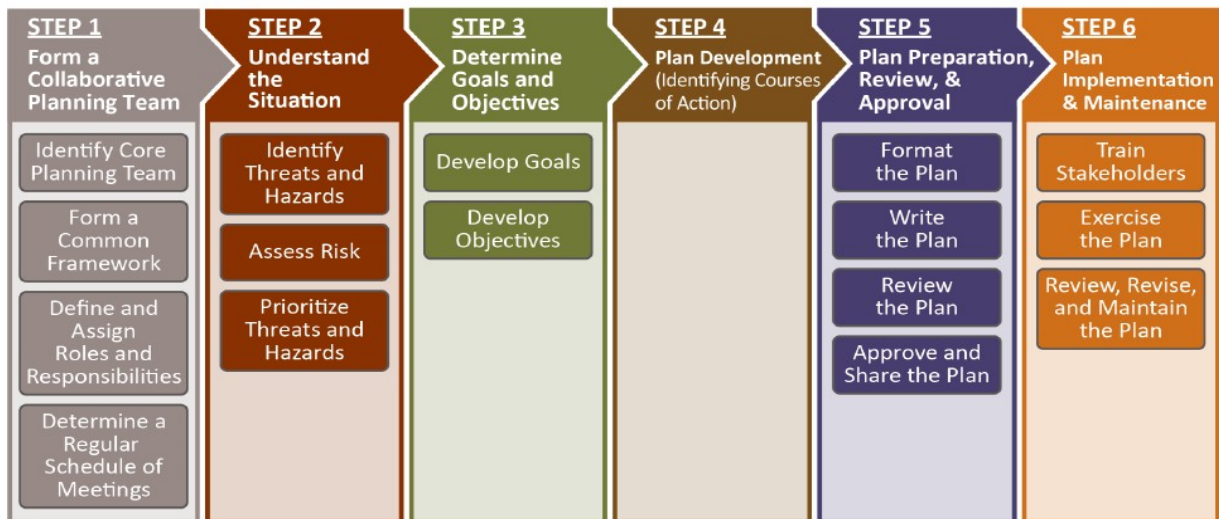 STEP 1
Form a
Collaborative
Planning Team
Identify Core
Planning Team
Form a
Common
Framework
Define and
Assign
Roles and
Responsibilities
Determine a
Regular
Schedule of
Meetings
STEP 2
Understand
the
Situation
Identify
Threats and
Hazards
Assess Risk
Prioritize
Threats and
Hazards
STEP 3
Determine
Goals and
Objectives
Develop Goals
Develop
Objectives
STEP 4
Plan Development
(Identifying Courses
of Action)
STEP 5
Plan Preparation,
Review, &
Approval
Format
the Plan
Write
the Plan
Review
the Plan
Approve and
Share the Plan
STEP 6
Plan
Implementation
& Maintenance
Train
Stakeholders
Exercise
the Plan
Review, Revise,
and Maintain
the Plan